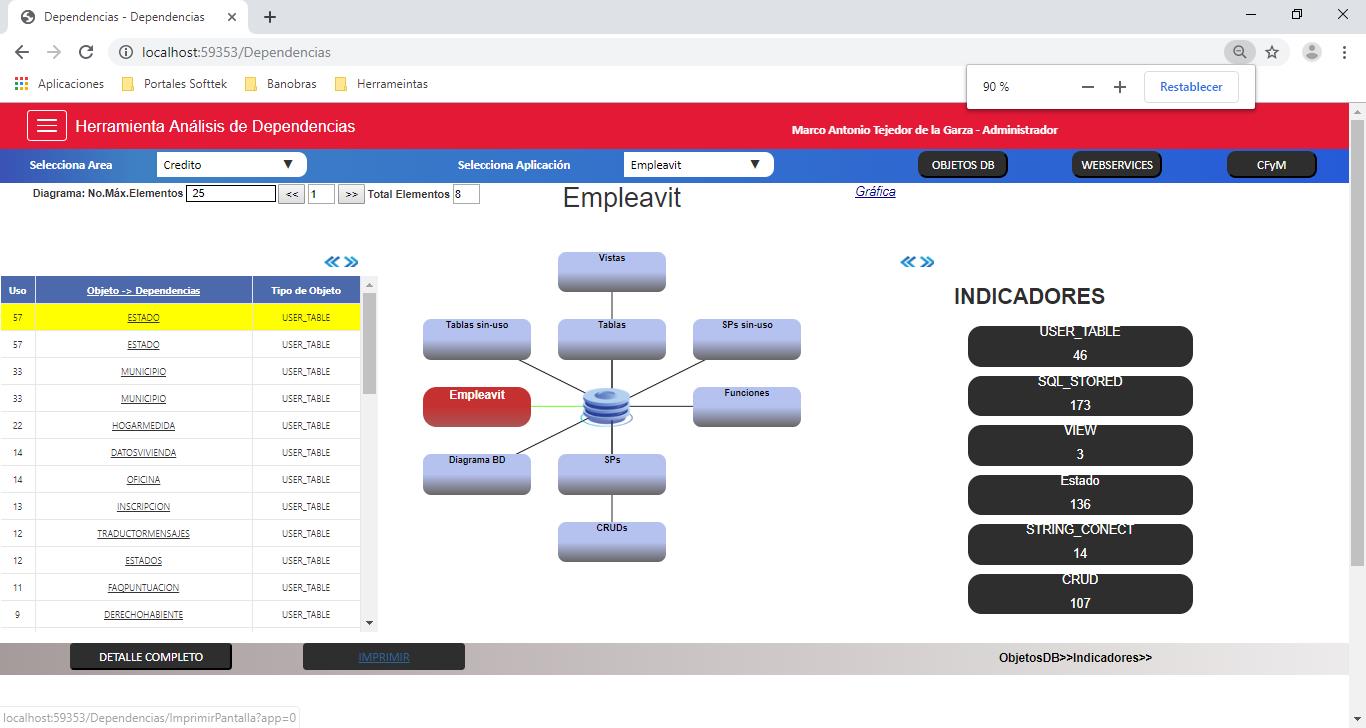 Dependencias - Dependencias
localhost:59353/Dependencias
Aplicaciones Portales Softtek Banobras Herrameintas
90 % Restablecer
Herramienta Análisis de Dependencias
Marco Antonio Tejedor de la Garza - Administrador
Selecciona Area Credito Selecciona Aplicación Empleavit OBJETOS DB WEBSERVICES CFyM
Diagrama: No.Máx.Elementos 25 << 1 >> Total Elementos 8
Empleavit
Gráfica
Uso Objeto -> Dependencias Tipo de Objeto
57 ESTADO USER_TABLE
57 ESTADO USER_TABLE
33 MUNICIPIO USER_TABLE
33 MUNICIPIO USER_TABLE
22 HOGARMEDIDA USER_TABLE
14 DATOSVIVIENDA USER_TABLE
14 OFICINA USER_TABLE
13 INSCRIPCION USER_TABLE
12 TRADUCTORMENSAJES USER_TABLE
12 ESTADOS USER_TABLE
11 FAQPUNTUACION USER_TABLE
9 DERECHOHABIENTE USER_TABLE
Vistas
Tablas sin-uso Tablas SPs sin-uso
Empleavit Funciones
Diagrama BD SPs
CRUDs
INDICADORES
USER_TABLE
46
SQL_STORED
173
VIEW
3
Estado
136
STRING_CONECT
14
CRUD
107
DETALLE COMPLETO IMPRIMIR ObjetosDB>>Indicadores>>
localhost:59353/Dependencias/ImprimirPantalla?app=0